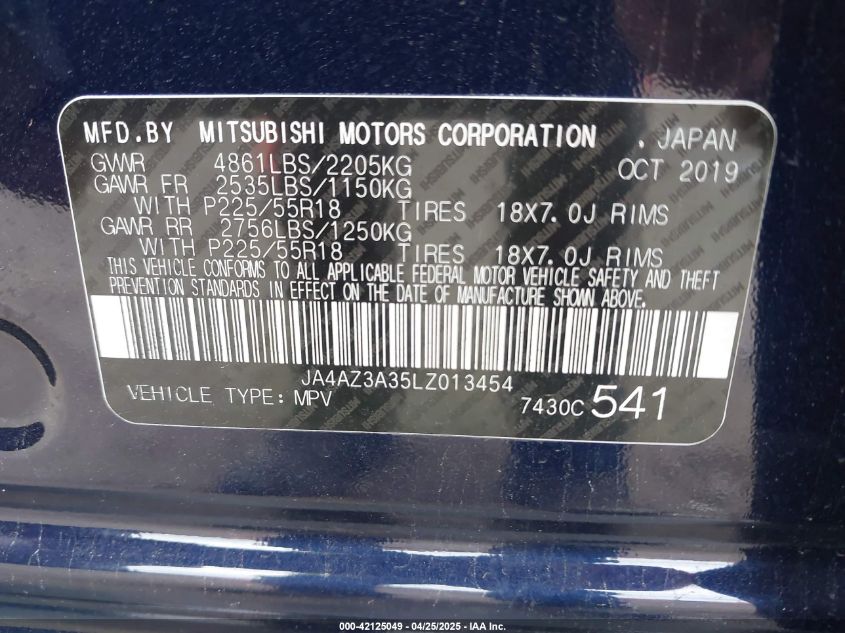 MFD.BY MITSUBISHI MOTORS CORPORATION , JAPAN
GVWR 4861LBS/2205KG OCT 2019
GAWR FR 2535LBS/1150KG
WITH P225/55R18 TIRES 18X7.0J RIMS
GAWR RR 2756LBS/1250KG
WITH P225/55R18 TIRES 18X7.0J RIMS
THIS VEHICLE CONFORMS TO ALL APPLICABLE FEDERAL MOTOR VEHICLE SAFETY AND THEFT
PREVENTION STANDARDS IN EFFECT ON THE DATE OF MANUFACTURE SHOWN ABOVE.
JA4AZ3A35LZ013454
VEHICLE TYPE: MPV 7430C 541
000-42125049 - 04/25/2025 - IAA Inc.